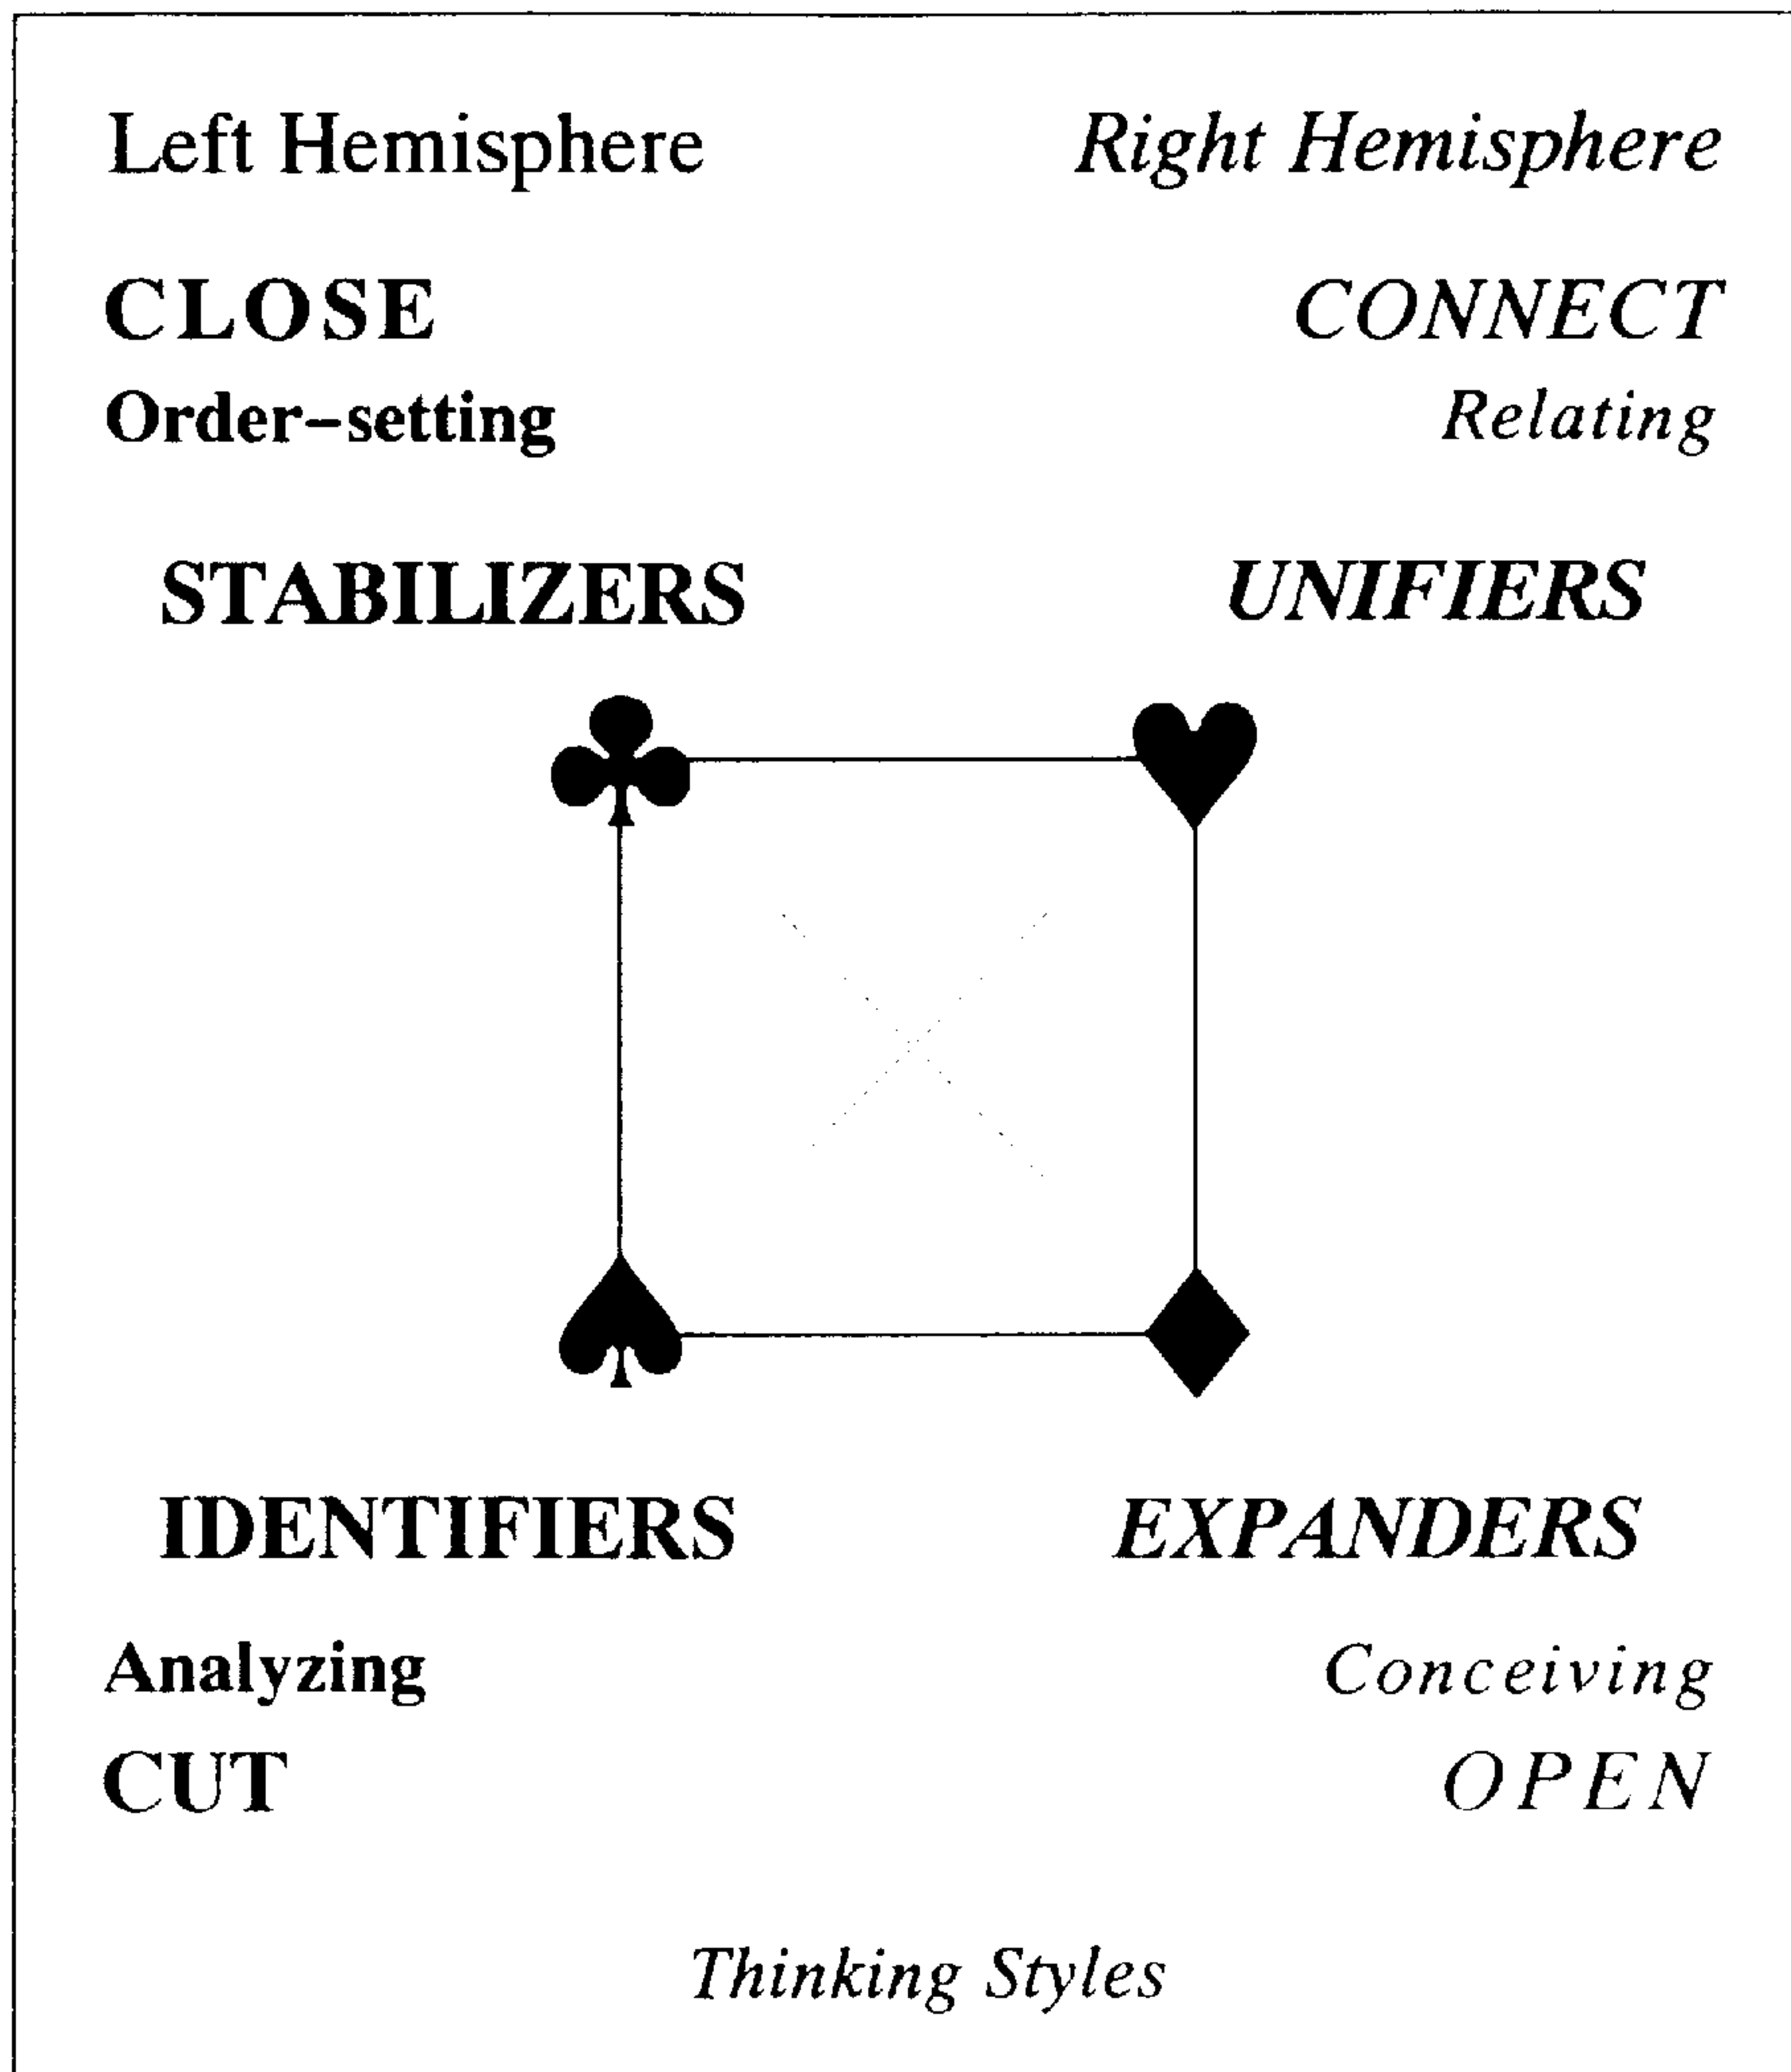 Left Hemisphere Right Hemisphere
CLOSE CONNECT
Order–setting Relating
STABILIZERS UNIFIERS
IDENTIFIERS EXPANDERS
Analyzing Conceiving
CUT OPEN
Thinking Styles